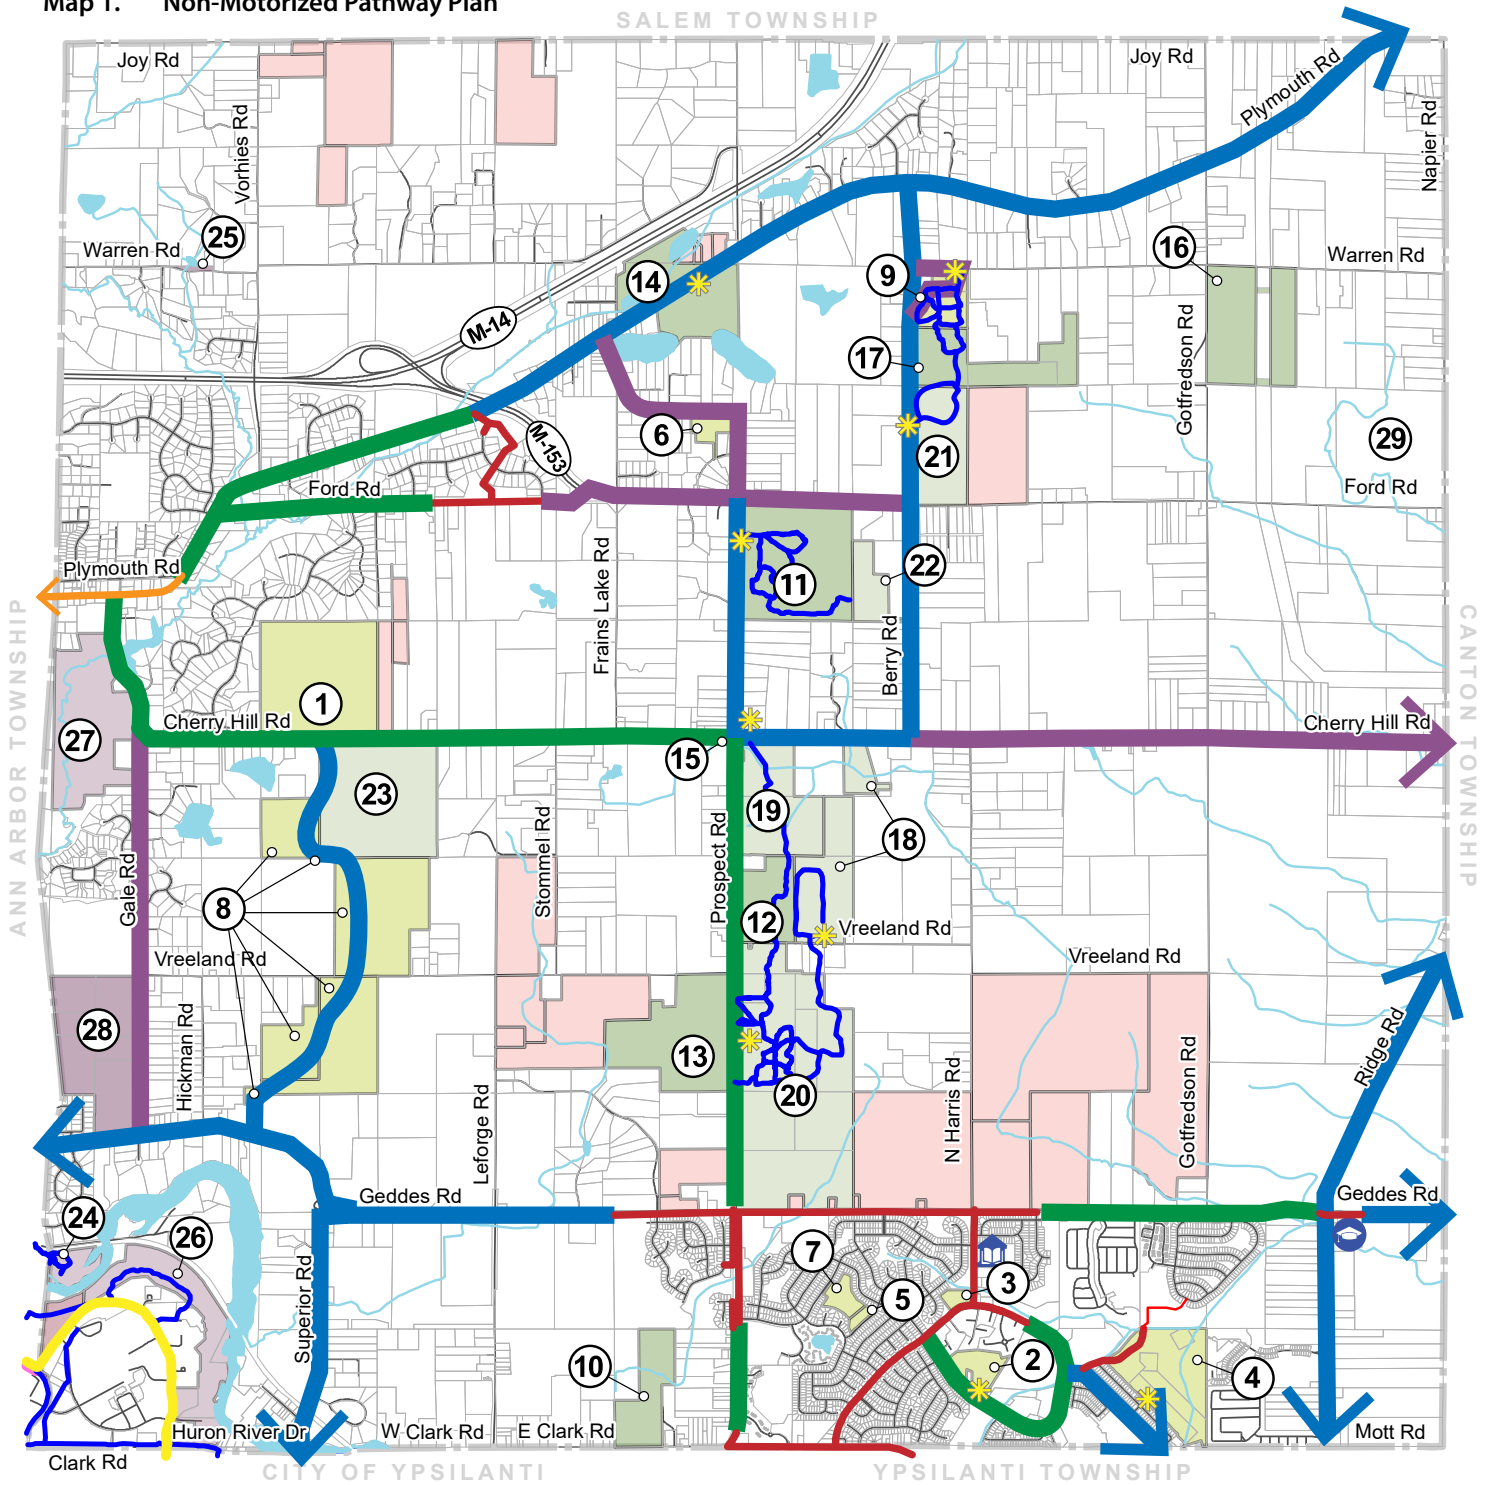 Map 1. Non-Motorized Pathway Plan
SALEM TOWNSHIP
Joy Rd
Joy Rd
Plymouth Rd
Vorhies Rd
Napier Rd
25
16
Warren Rd
Warren Rd
14
9
M-14
Gotfredson Rd
17
6
M-153
21
29
Ford Rd
Ford Rd
Plymouth Rd
Frains Lake Rd
11
22
Berry Rd
ANN ARBOR TOWNSHIP
CANTON TOWNSHIP
1
Cherry Hill Rd
Cherry Hill Rd
27
15
23
19
18
Stommel Rd
Prospect Rd
Gale Rd
8
12
Vreeland Rd
Vreeland Rd
Vreeland Rd
28
Hickman Rd
13
Ridge Rd
20
N Harris Rd
Gotfredson Rd
Leforge Rd
Geddes Rd
Geddes Rd
24
26
7
3
5
Superior Rd
10
2
4
Huron River Dr
W Clark Rd
E Clark Rd
Mott Rd
Clark Rd
CITY OF YPSILANTI
YPSILANTI TOWNSHIP